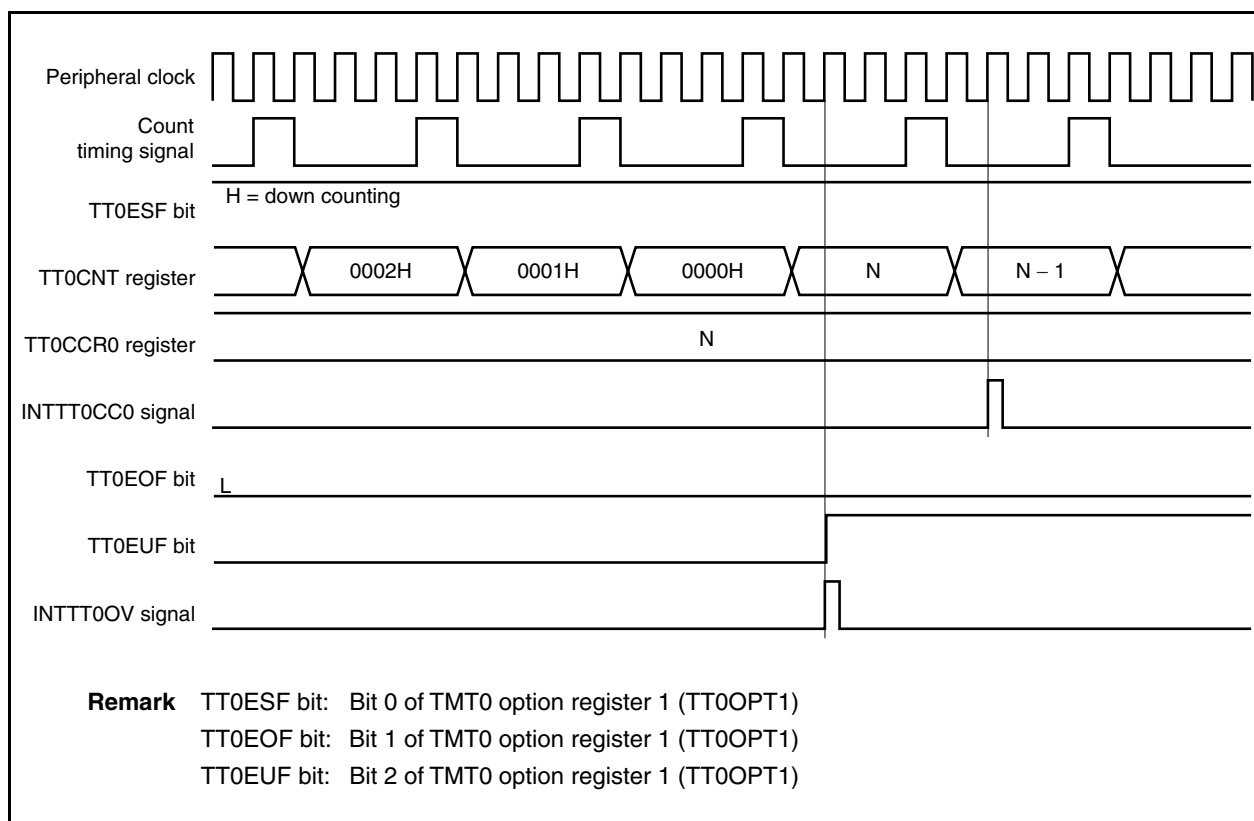 Peripheral clock
Count
timing signal
TT0ESF bit
H = down counting
TT0CNT register
0002H
0001H
0000H
N
N – 1
TT0CCR0 register
N
INTTT0CC0 signal
TT0EOF bit
L
TT0EUF bit
INTTT0OV signal
Remark TT0ESF bit: Bit 0 of TMT0 option register 1 (TT0OPT1)
TT0EOF bit: Bit 1 of TMT0 option register 1 (TT0OPT1)
TT0EUF bit: Bit 2 of TMT0 option register 1 (TT0OPT1)